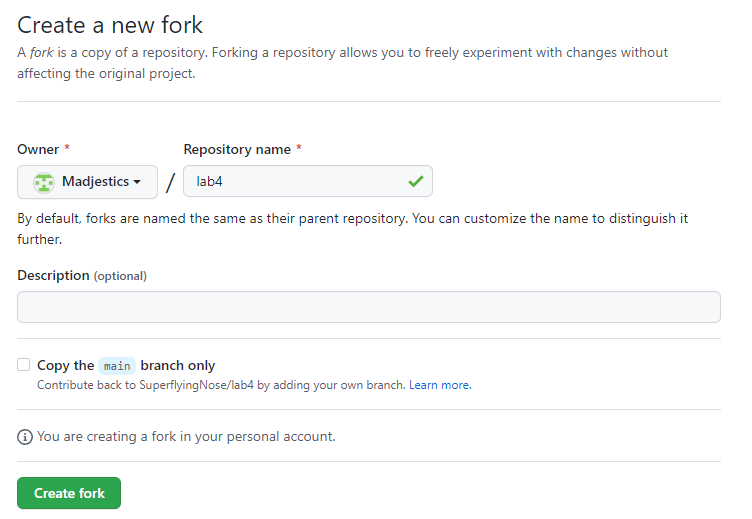 Create a new fork
A fork is a copy of a repository. Forking a repository allows you to freely experiment with changes without
affecting the original project.
Owner * Repository name *
Madjestics / lab4
By default, forks are named the same as their parent repository. You can customize the name to distinguish it
further.
Description (optional)
Copy the main branch only
Contribute back to SuperflyingNose/lab4 by adding your own branch. Learn more.
You are creating a fork in your personal account.
Create fork